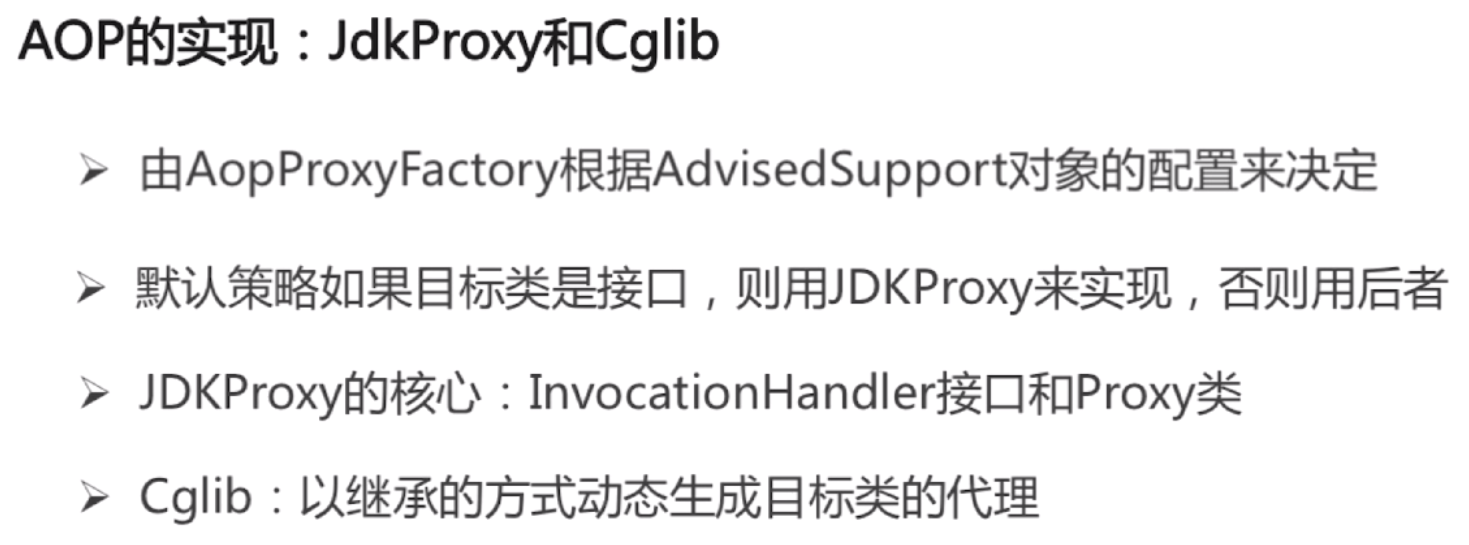 AOP的实现：JdkProxy和Cglib
➢ 由AopProxyFactory根据AdvisedSupport对象的配置来决定
➢ 默认策略如果目标类是接口，则用JDKProxy来实现，否则用后者
➢ JDKProxy的核心：InvocationHandler接口和Proxy类
➢ Cglib：以继承的方式动态生成目标类的代理